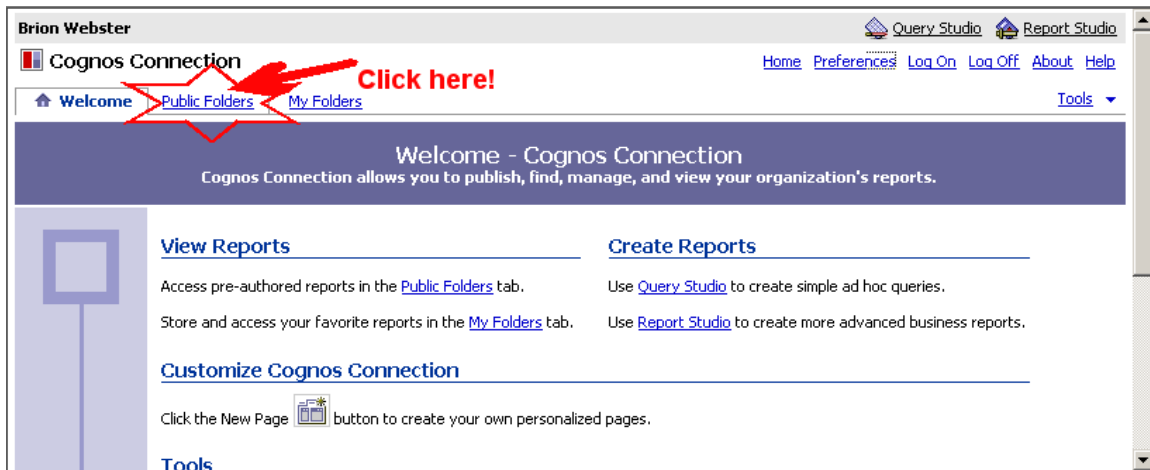 Brion Webster
Query Studio Report Studio
Cognos Connection
Home Preferences Log On Log Off About Help
Click here!
Welcome Public Folders My Folders
Tools
Welcome - Cognos Connection
Cognos Connection allows you to publish, find, manage, and view your organization's reports.
View Reports
Access pre-authored reports in the Public Folders tab.
Store and access your favorite reports in the My Folders tab.
Create Reports
Use Query Studio to create simple ad hoc queries.
Use Report Studio to create more advanced business reports.
Customize Cognos Connection
Click the New Page button to create your own personalized pages.
Tools